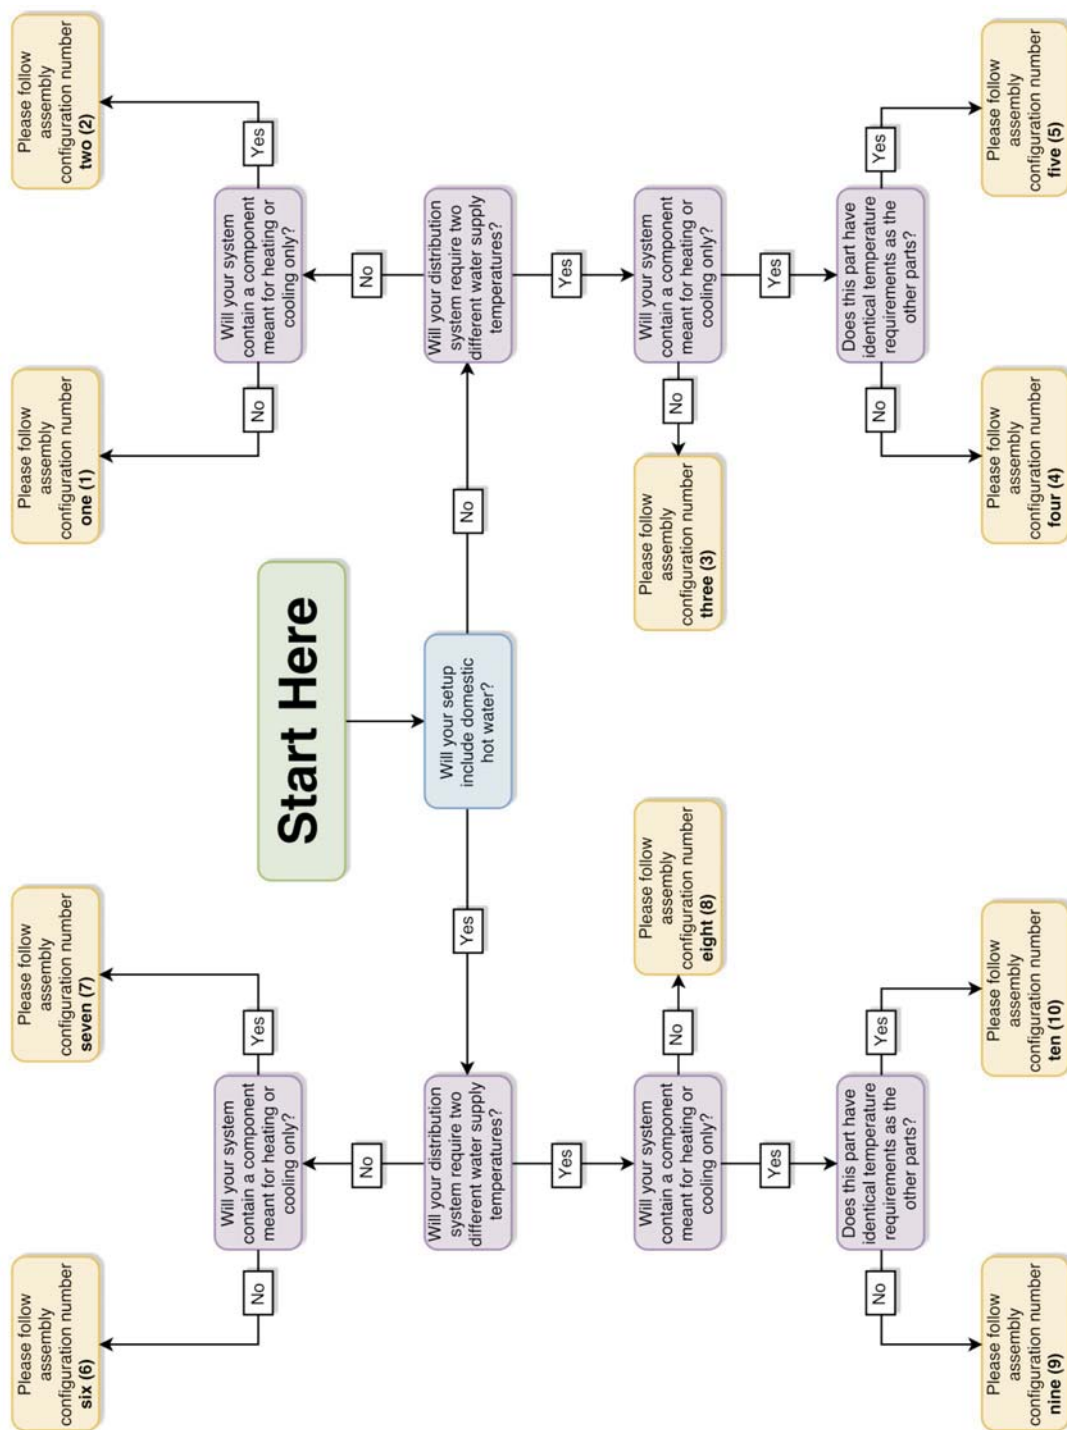 Please follow
assembly
configuration number
six (6)
Please follow
assembly
configuration number
seven (7)
Please follow
assembly
configuration number
one (1)
Please follow
assembly
configuration number
two (2)
No
Will your system
contain a component
meant for heating or
cooling only?
Yes
No
Will your system
contain a component
meant for heating or
cooling only?
Yes
Start Here
No
No
Will your distribution
system require two
different water supply
temperatures?
Yes
Will your setup
include domestic
hot water?
No
Will your distribution
system require two
different water supply
temperatures?
Yes
Yes
Will your system
contain a component
meant for heating or
cooling only?
No
Please follow
assembly
configuration number
eight (8)
Please follow
assembly
configuration number
three (3)
No
Will your system
contain a component
meant for heating or
cooling only?
Yes
Yes
No
Does this part have
identical temperature
requirements as the
other parts?
Yes
No
Does this part have
identical temperature
requirements as the
other parts?
Yes
Please follow
assembly
configuration number
nine (9)
Please follow
assembly
configuration number
ten (10)
Please follow
assembly
configuration number
four (4)
Please follow
assembly
configuration number
five (5)